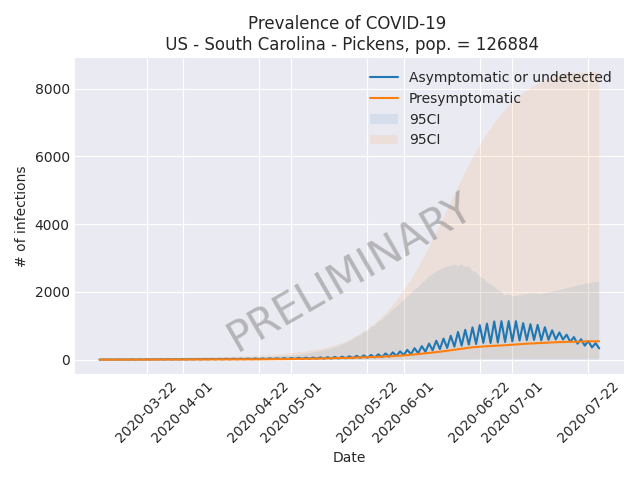 Prevalence of COVID-19
US - South Carolina - Pickens, pop. = 126884
Asymptomatic or undetected
Presymptomatic
95CI
95CI
8000
6000
4000
2000
0
# of infections
PRELIMINARY
2020-03-22
2020-04-01
2020-04-22
2020-05-01
2020-05-22
2020-06-01
2020-06-22
2020-07-01
2020-07-22
Date